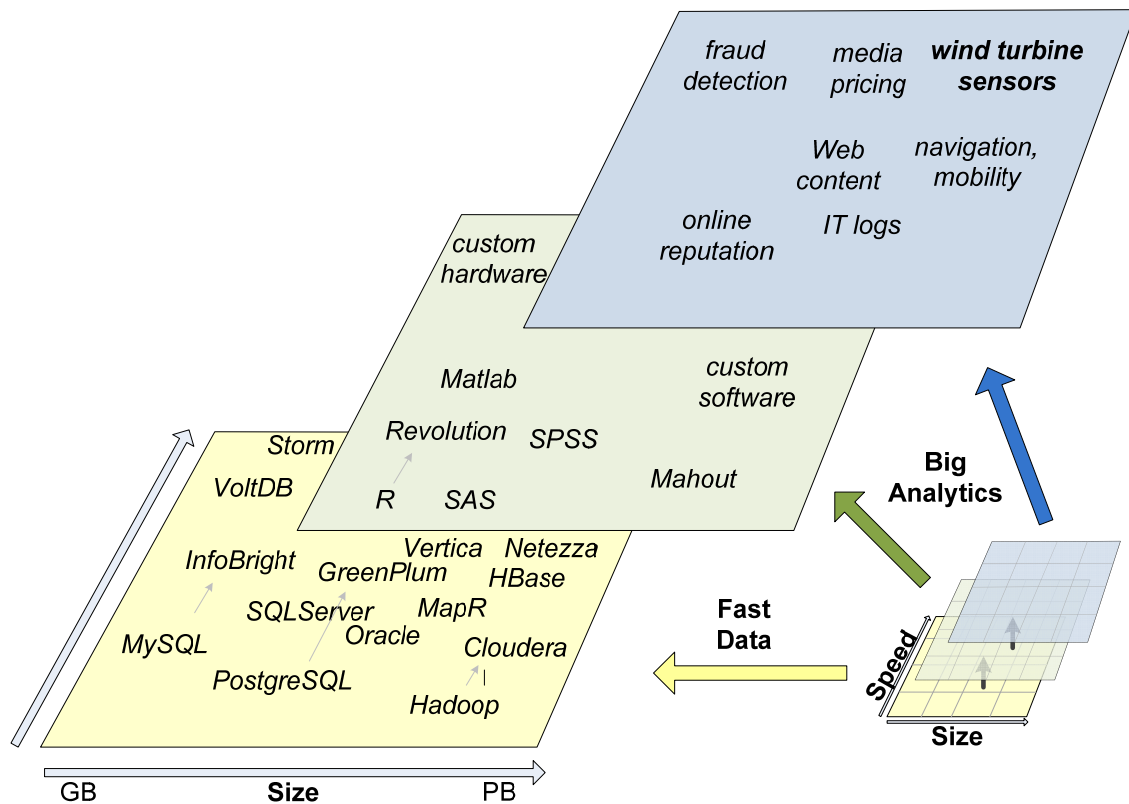 fraud
detection
media
pricing
wind turbine
sensors
Web
content
navigation,
mobility
online
reputation
IT logs
custom
hardware
Matlab
custom
software
Revolution
SPSS
R
SAS
Mahout
Storm
VoltDB
Vertica
Netezza
InfoBright
GreenPlum
HBase
SQLServer
MapR
MySQL
Oracle
Cloudera
PostgreSQL
Hadoop
GB
Size
PB
Big
Analytics
Fast
Data
Speed
Size